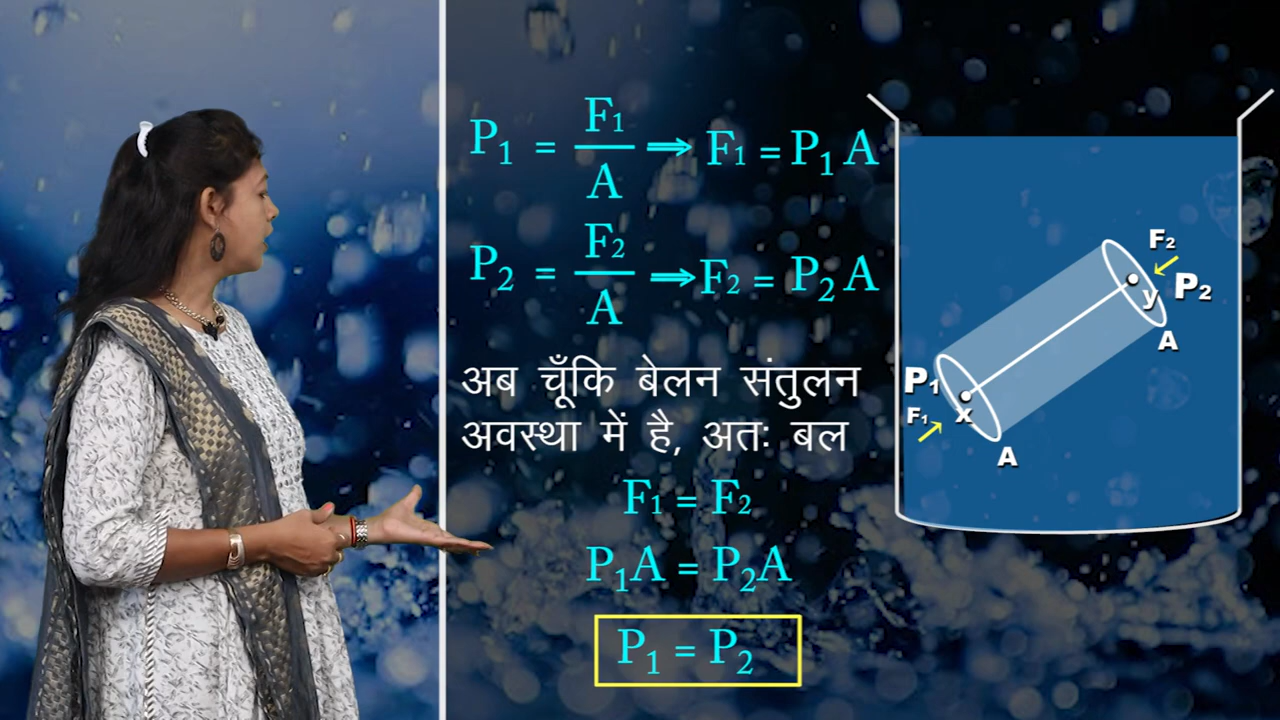 P₁ = F₁/A ⟹ F₁ = P₁ A
P₂ = F₂/A ⟹ F₂ = P₂ A
अब चूँकि बेलन संतुलन
अवस्था में है, अतः बल
F₁ = F₂
P₁A = P₂A
P₁ = P₂
F₂
y P₂
A
P₁
F₁ x
A